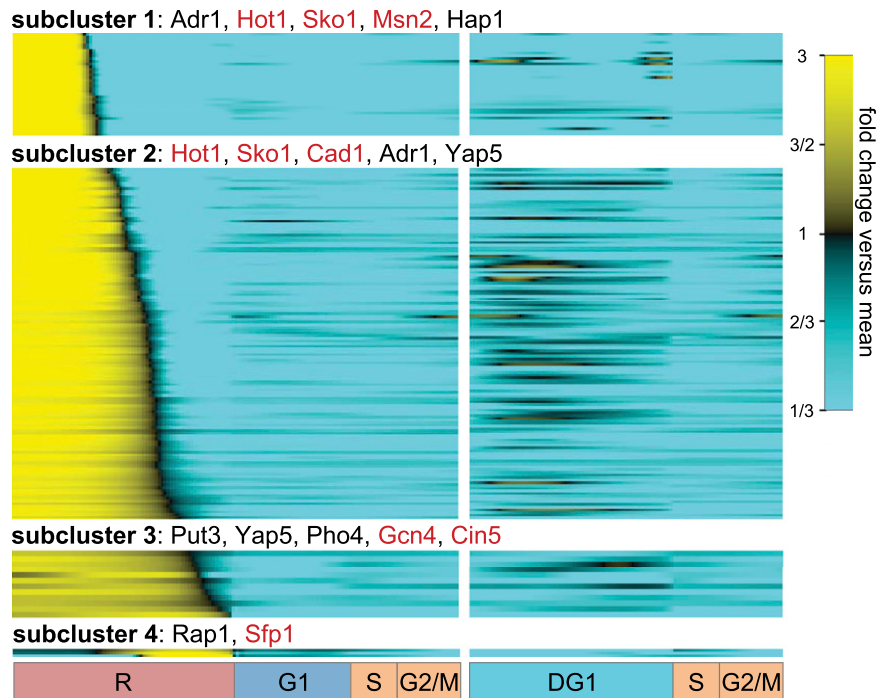 subcluster 1: Adr1, Hot1, Sko1, Msn2, Hap1
subcluster 2: Hot1, Sko1, Cad1, Adr1, Yap5
subcluster 3: Put3, Yap5, Pho4, Gcn4, Cin5
subcluster 4: Rap1, Sfp1
R G1 S G2/M DG1 S G2/M
3
3/2
1
2/3
1/3
fold change versus mean